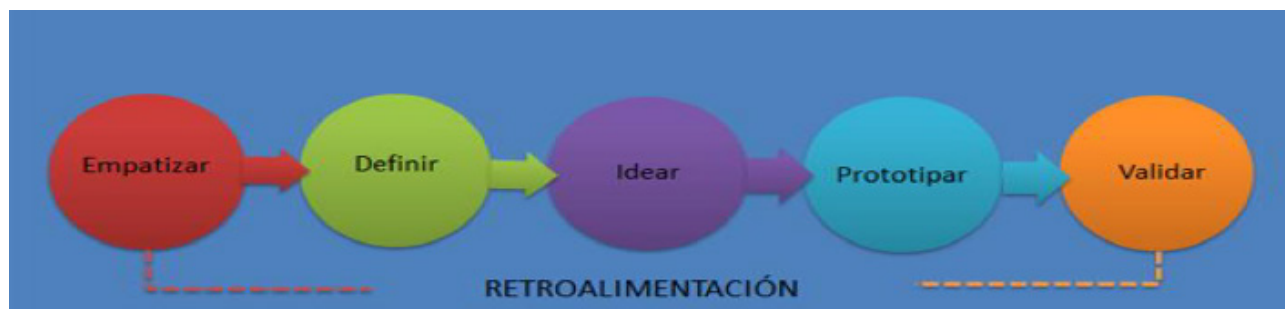 Empatizar
Definir
Idear
Prototipar
Validar
RETROALIMENTACIÓN